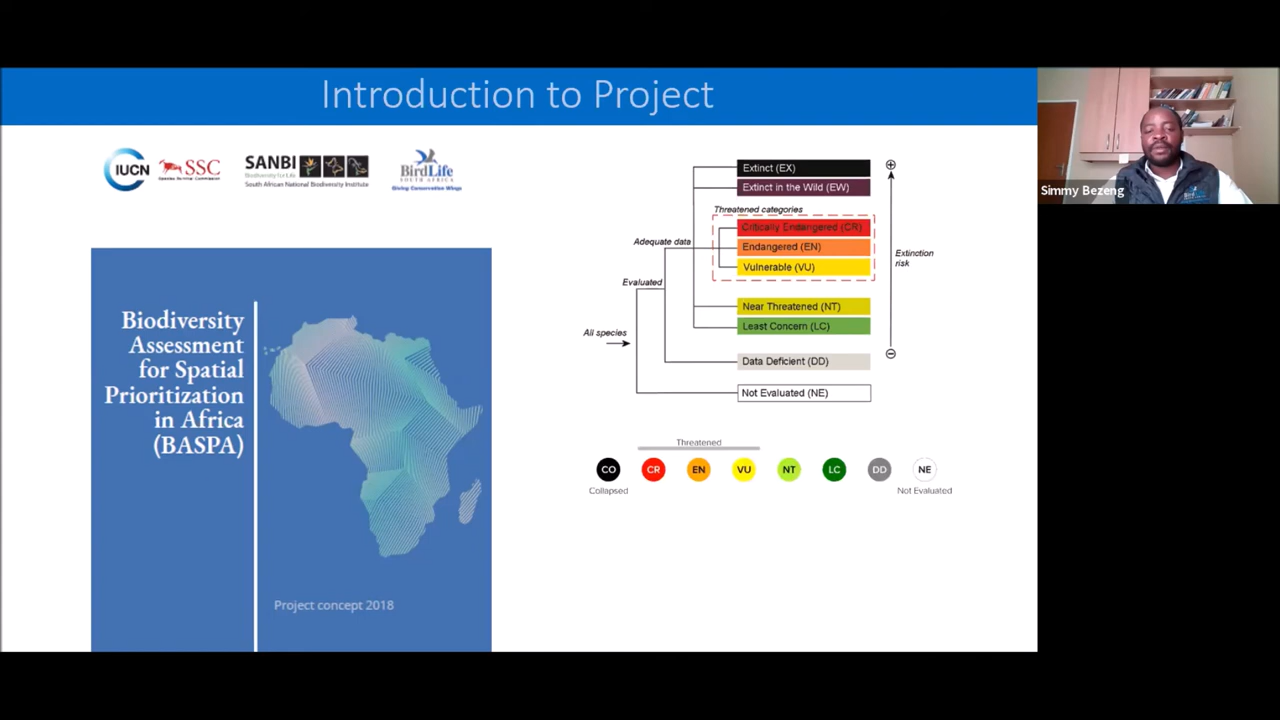 Introduction to Project
IUCN
SSC
Species Survival Commission
SANBI
Biodiversity for Life
South African National Biodiversity Institute
BirdLife
SOUTH AFRICA
Giving Conservation Wings
Biodiversity
Assessment
for Spatial
Prioritization
in Africa
(BASPA)
Project concept 2018
Extinct (EX)
Extinct in the Wild (EW)
Threatened categories
Critically Endangered (CR)
Adequate data
Endangered (EN)
Vulnerable (VU)
Extinction
risk
Evaluated
Near Threatened (NT)
Least Concern (LC)
All species
Data Deficient (DD)
Not Evaluated (NE)
Threatened
CO
CR
EN
VU
NT
LC
DD
NE
Collapsed
Not Evaluated
Simmy Bezeng